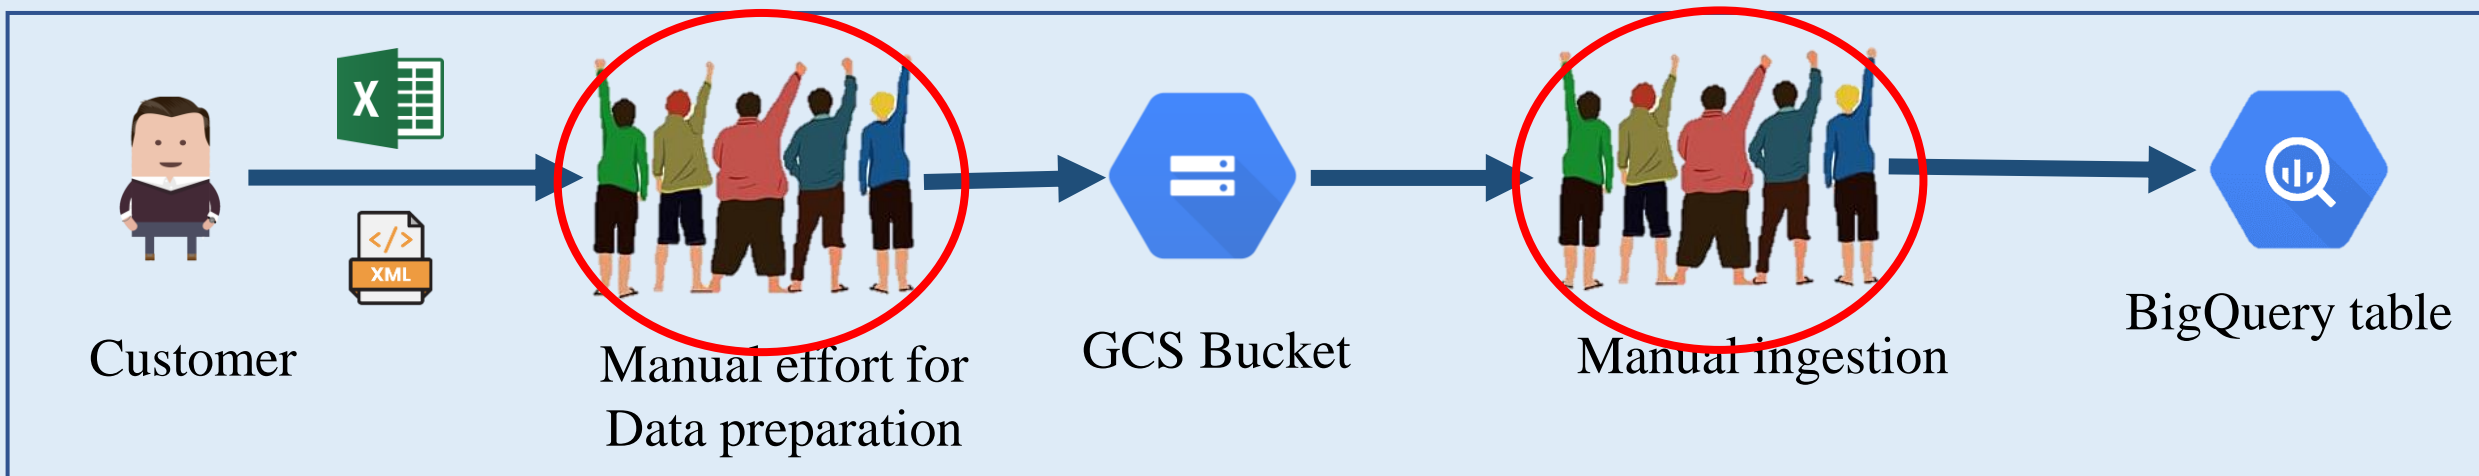 X
</>
XML
Customer
Manual effort for
Data preparation
GCS Bucket
Manual ingestion
BigQuery table